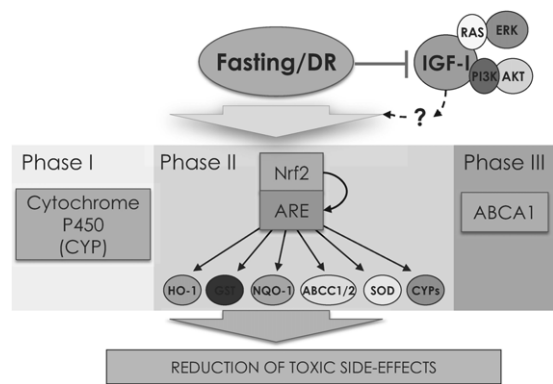 Fasting/DR
IGF-I
RAS
ERK
PI3K
AKT
?
Phase I
Phase II
Phase III
Cytochrome
P450
(CYP)
Nrf2
ARE
ABCA1
HO-1
GST
NQO-1
ABCC1/2
SOD
CYPs
REDUCTION OF TOXIC SIDE-EFFECTS